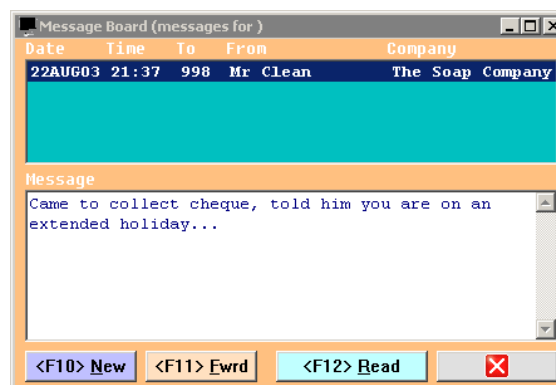 Message Board (messages for )
Date Time To From Company
22AUG03 21:37 998 Mr Clean The Soap Company
Message
Came to collect cheque, told him you are on an
extended holiday...
<F10> New <F11> Fwrd <F12> Read